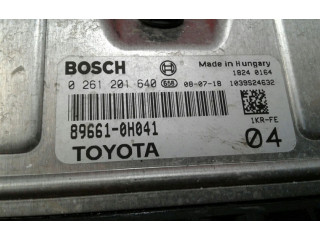 BOSCH
Made in Hungary
1824 0164
0 261 201 640
650
08-07-18
1039S24632
89661-0H041
1KR-FE
TOYOTA
04